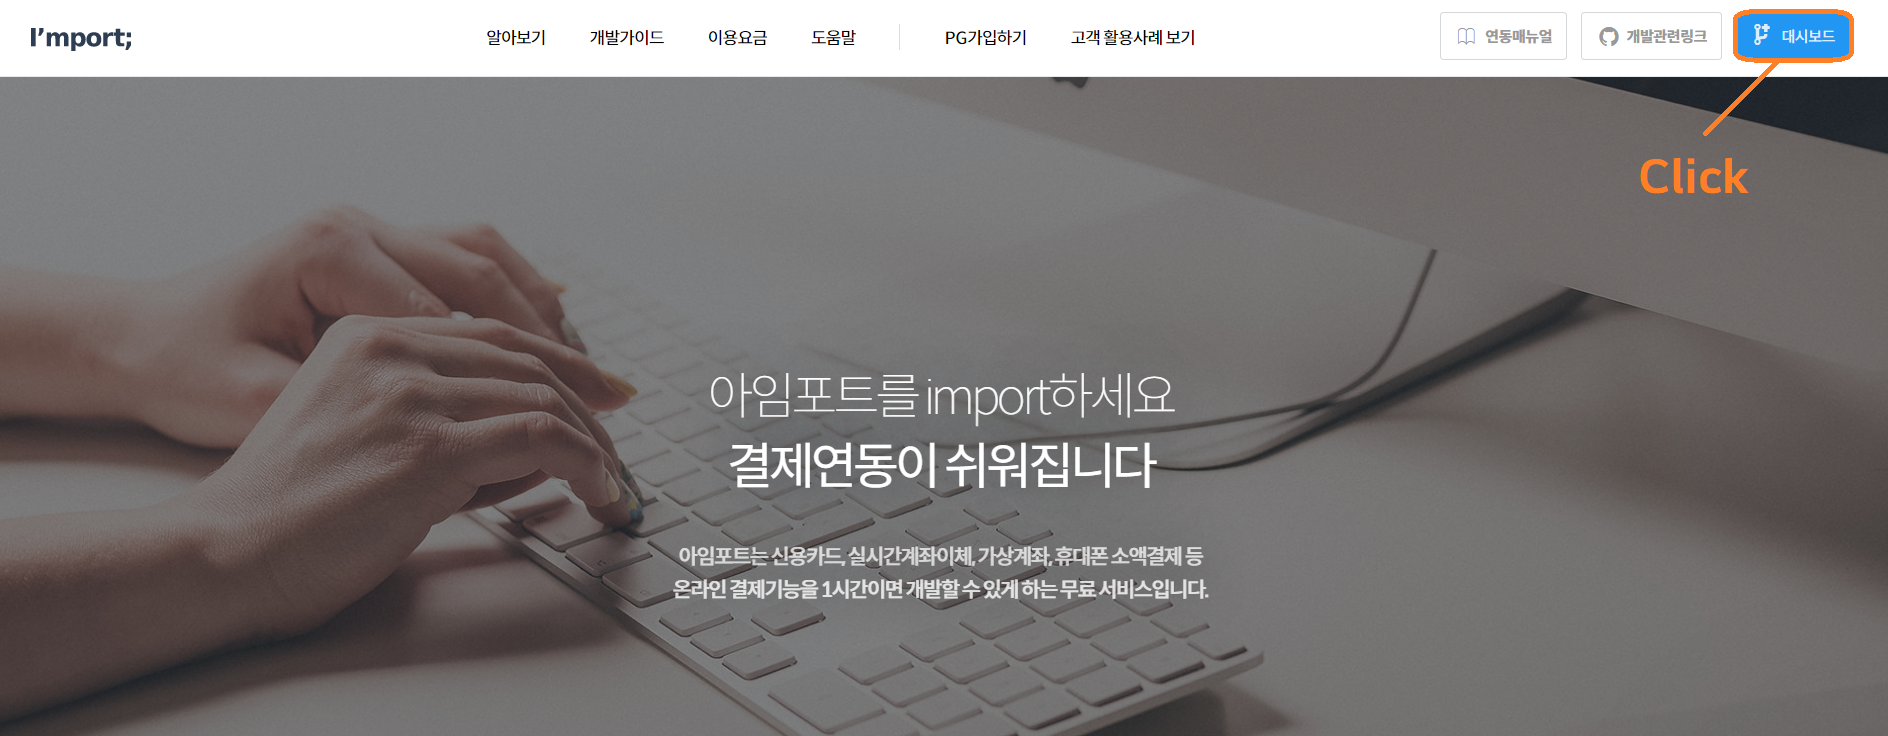 I'mport;
알아보기 개발가이드 이용요금 도움말 PG가입하기 고객 활용사례 보기
연동매뉴얼 개발관련링크 대시보드
Click
아임포트를 import하세요
결제연동이 쉬워집니다
아임포트는 신용카드, 실시간계좌이체, 가상계좌, 휴대폰 소액결제 등
온라인 결제기능을 1시간이면 개발할 수 있게 하는 무료 서비스입니다.